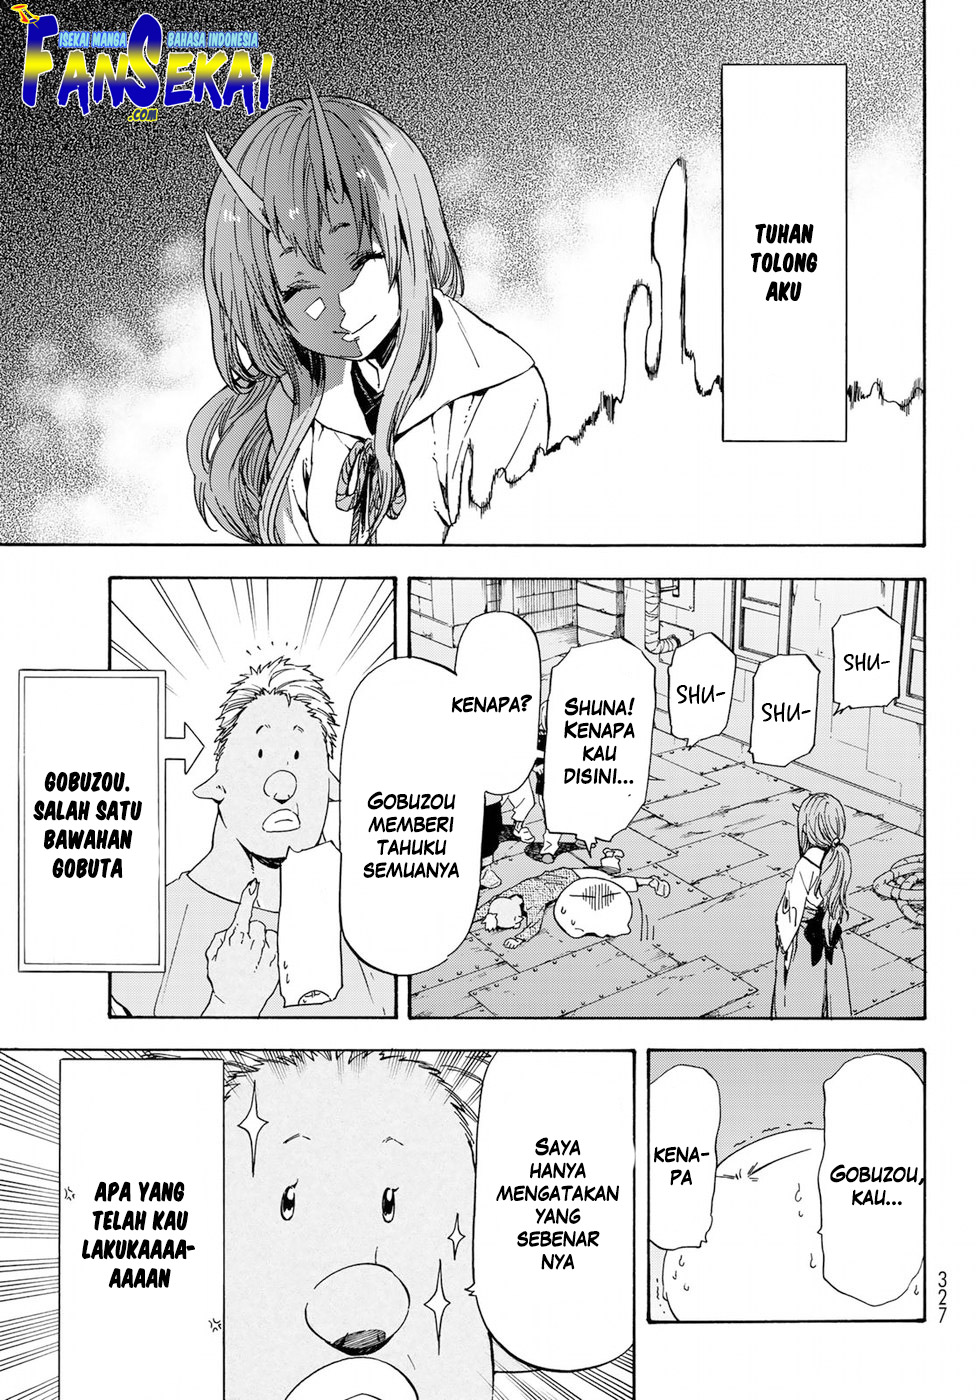 ISEKAI MANGA BAHASA INDONESIA
FANSEKAI
.COM
TUHAN
TOLONG
AKU
SHU-
SHU-
SHU-
SHUNA!
KENAPA
KAU
DISINI...
KENAPA?
GOBUZOU
MEMBERI
TAHUKU
SEMUANYA
GOBUZOU.
SALAH SATU
BAWAHAN
GOBUTA
GOBUZOU,
KAU...
KENA-
PA
SAYA
HANYA
MENGATAKAN
YANG
SEBENAR
NYA
APA YANG
TELAH KAU
LAKUKAAAA-
AAAAAN
327